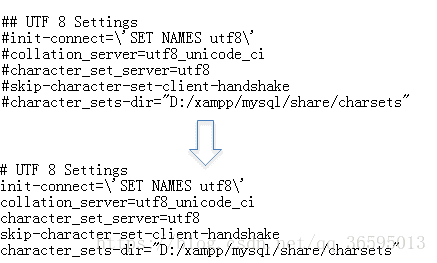 ## UTF 8 Settings
#init-connect=\'SET NAMES utf8\'
#collation_server=utf8_unicode_ci
#character_set_server=utf8
#skip-character-set-client-handshake
#character_sets-dir="D:/xampp/mysql/share/charsets"
# UTF 8 Settings
init-connect=\'SET NAMES utf8\'
collation_server=utf8_unicode_ci
character_set_server=utf8
skip-character-set-client-handshake
character_sets-dir="D:/xampp/mysql/share/charsets"
36595013